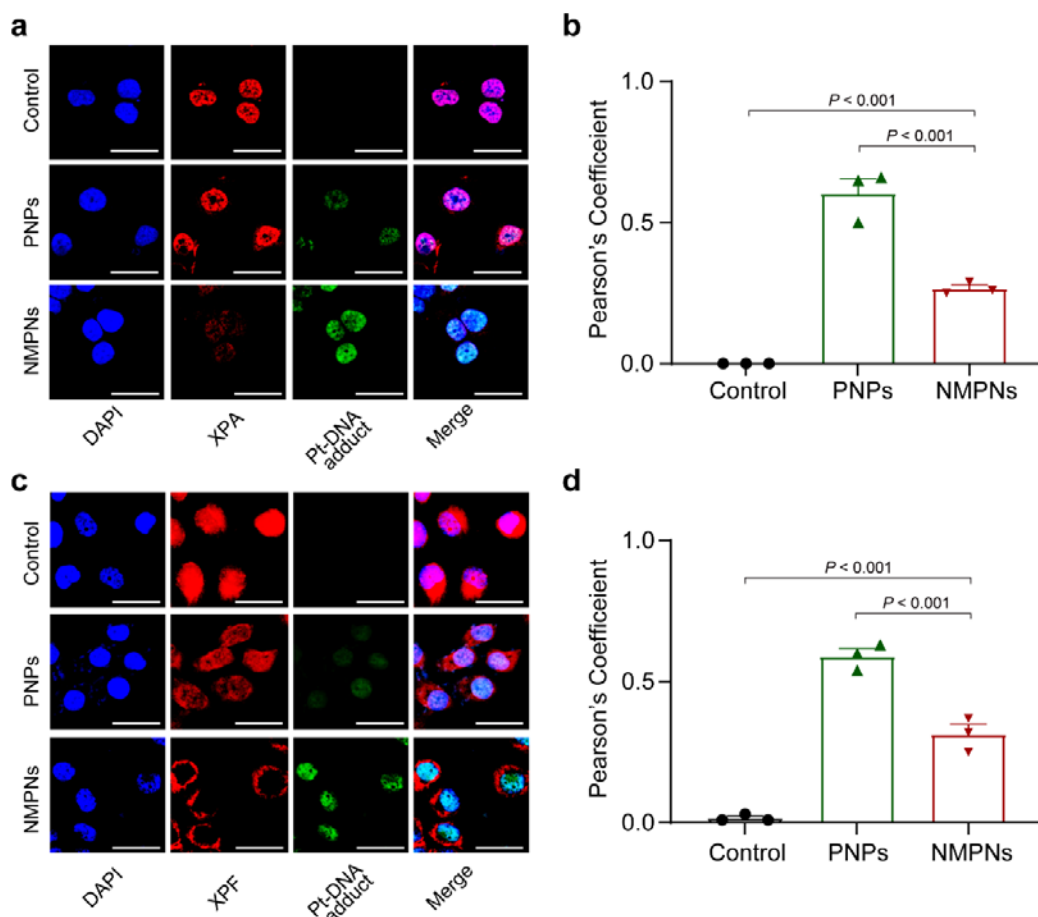 a
Control
PNPs
NMPNs
DAPI
XPA
Pt-DNA
adduct
Merge
b
Pearson's Coefficeient
1.0
0.5
0.0
P < 0.001
P < 0.001
Control
PNPs
NMPNs
c
Control
PNPs
NMPNs
DAPI
XPF
Pt-DNA
adduct
Merge
d
Pearson's Coefficeient
1.0
0.5
0.0
P < 0.001
P < 0.001
Control
PNPs
NMPNs